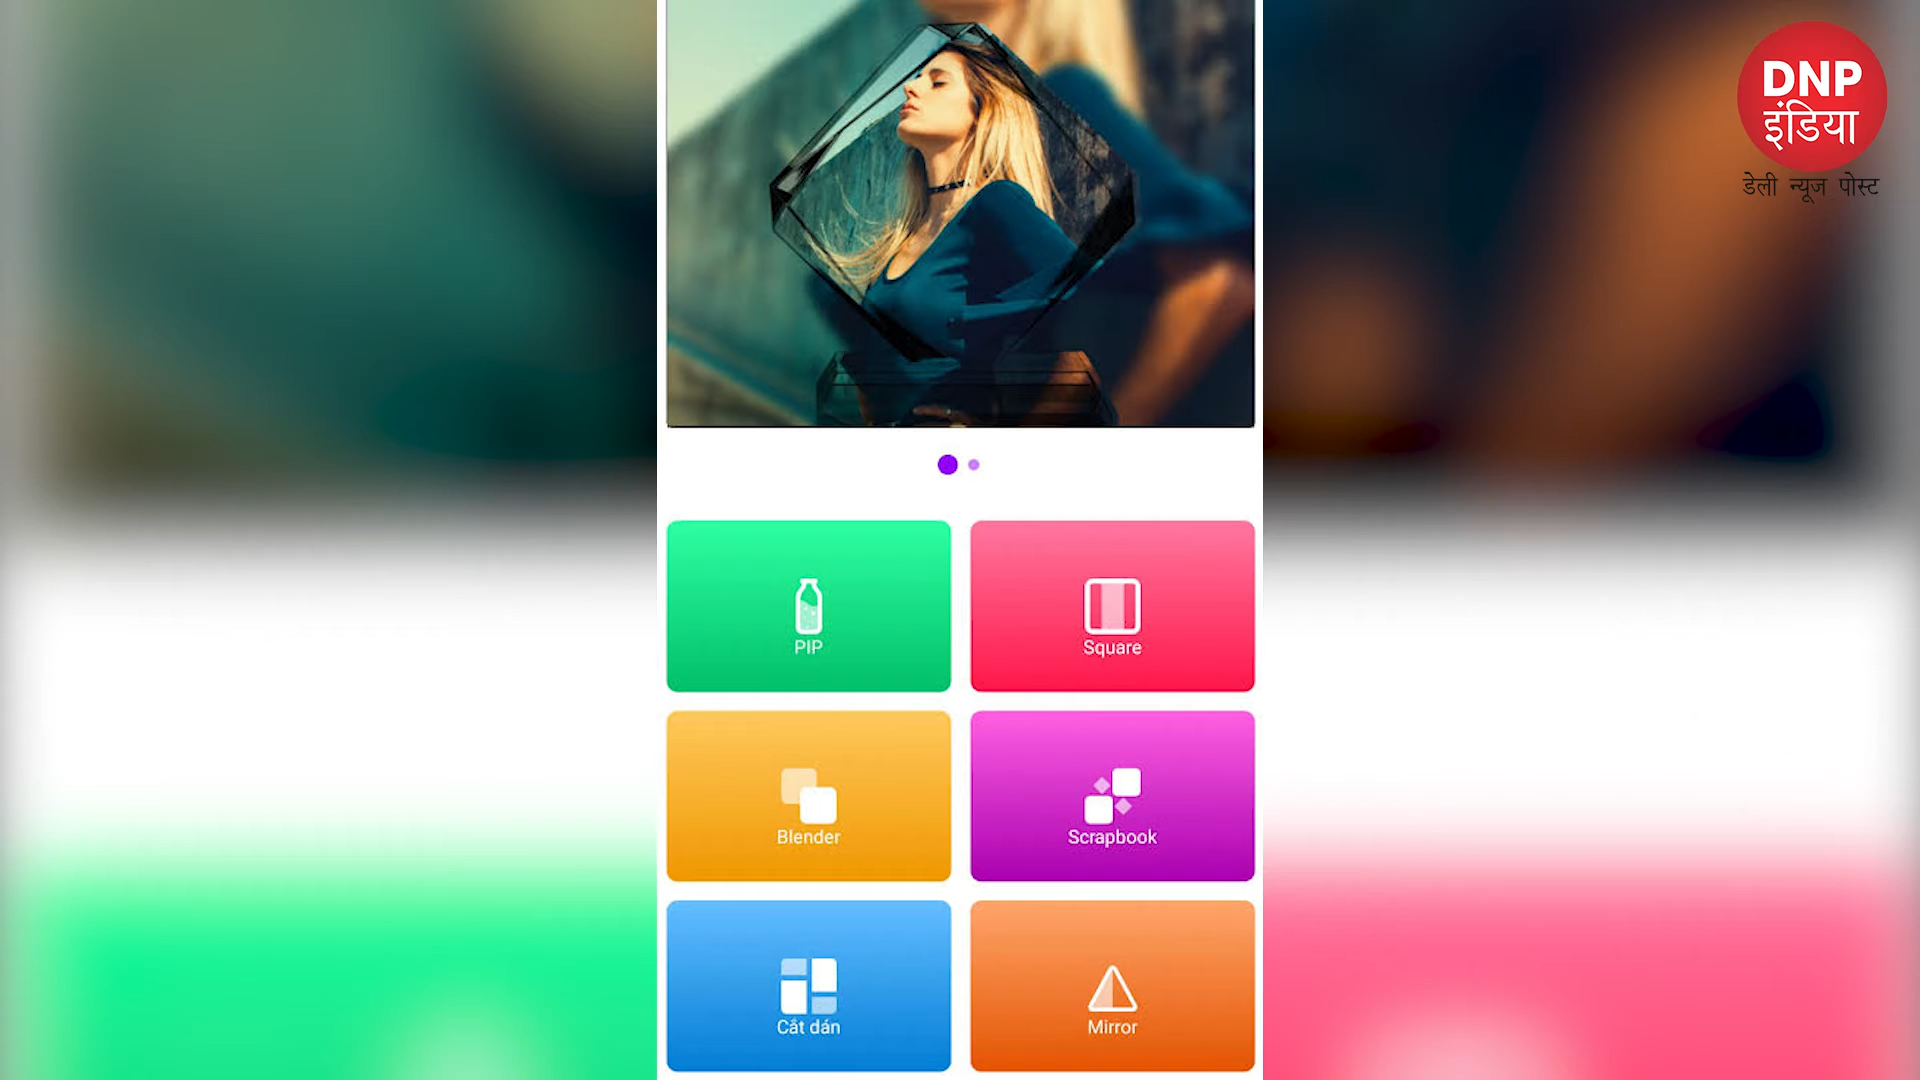 DNP
इंडिया
डेली न्यूज पोस्ट
PIP
Square
Blender
Scrapbook
Cắt dán
Mirror